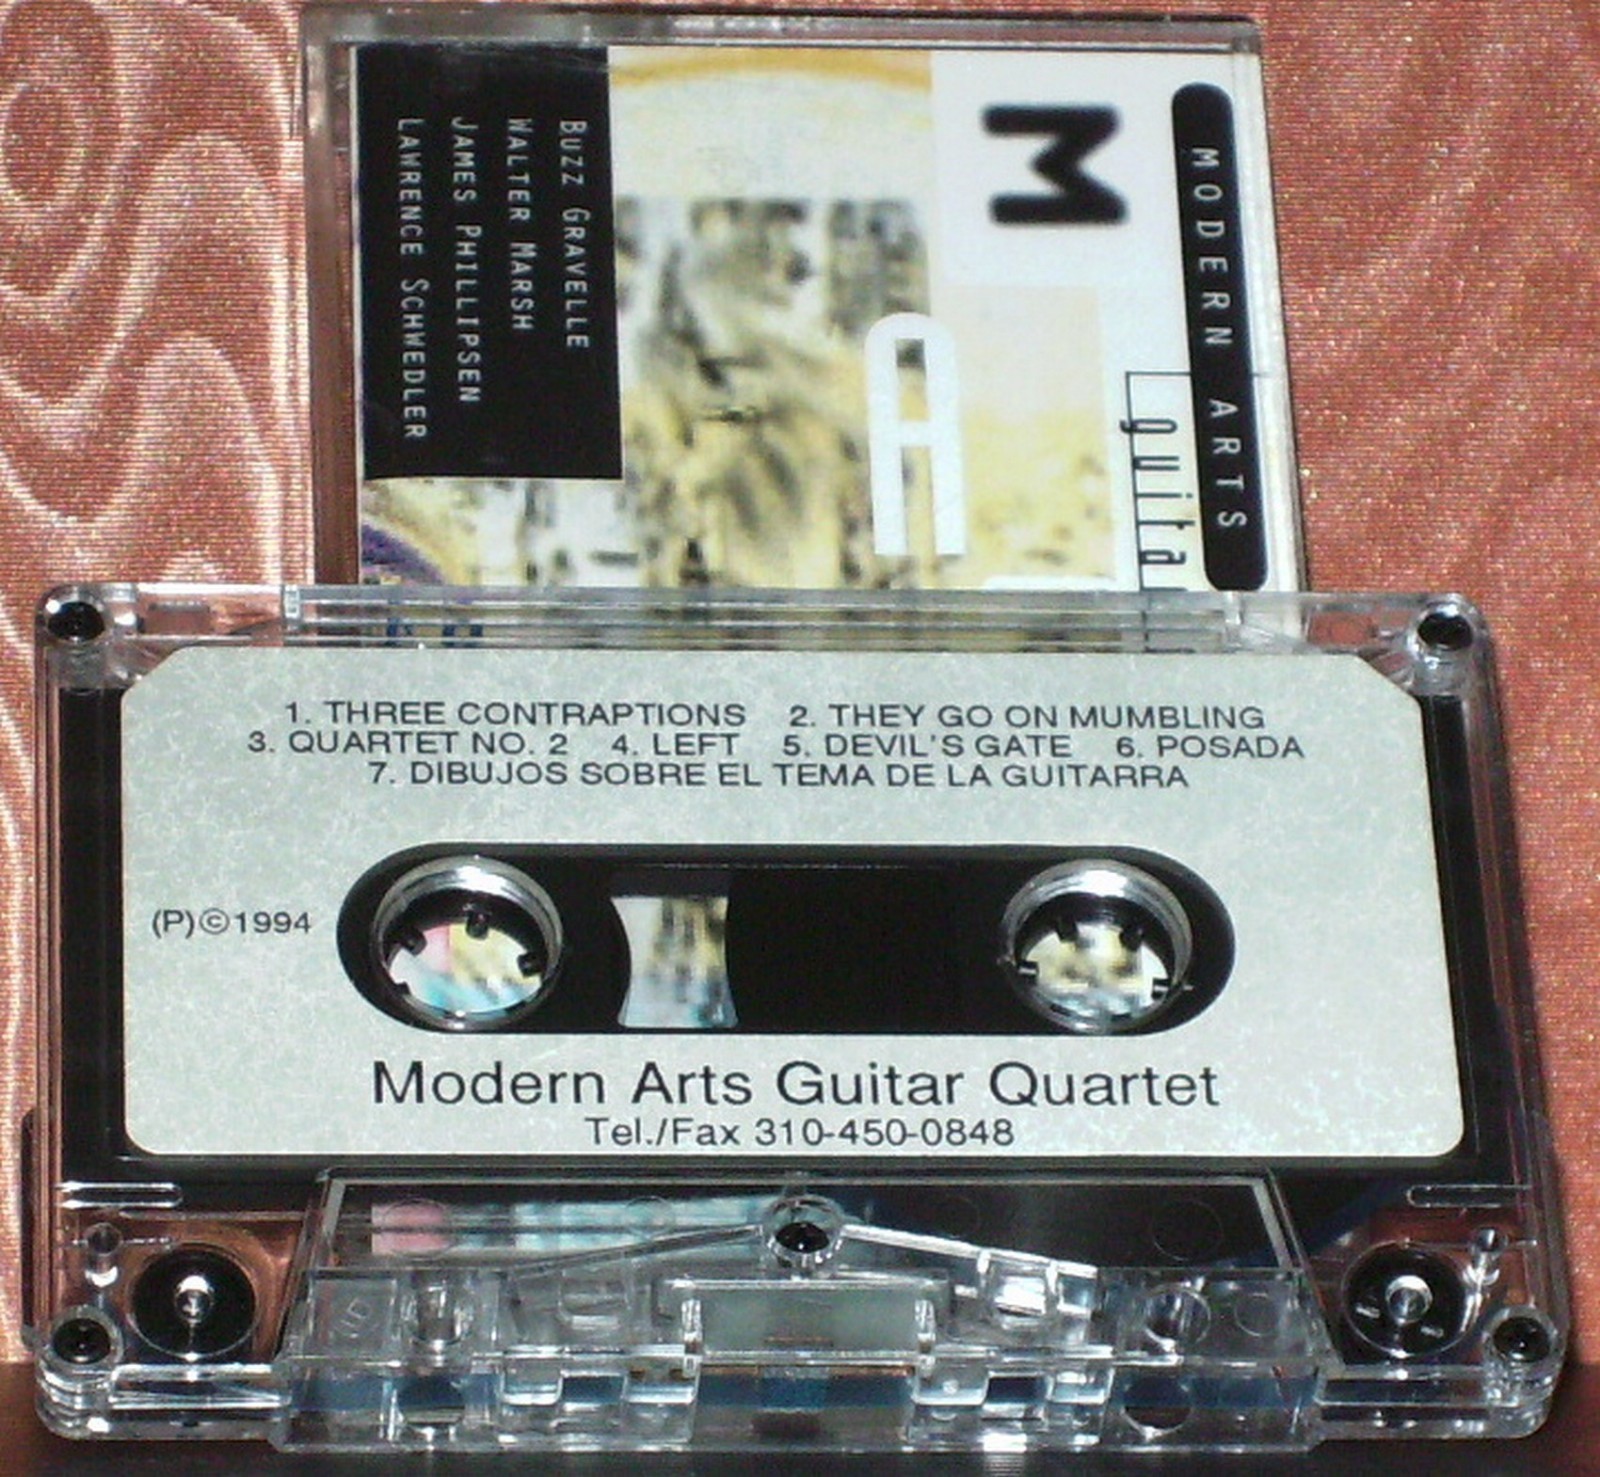 MODERN ARTS
M
A
BUZZ GRAVELLE
WALTER MARSH
JAMES PHILLIPSEN
LAWRENCE SCHWEDLER
1. THREE CONTRAPTIONS 2. THEY GO ON MUMBLING
3. QUARTET NO. 2 4. LEFT 5. DEVIL'S GATE 6. POSADA
7. DIBUJOS SOBRE EL TEMA DE LA GUITARRA
(P)©1994
Modern Arts Guitar Quartet
Tel./Fax 310-450-0848